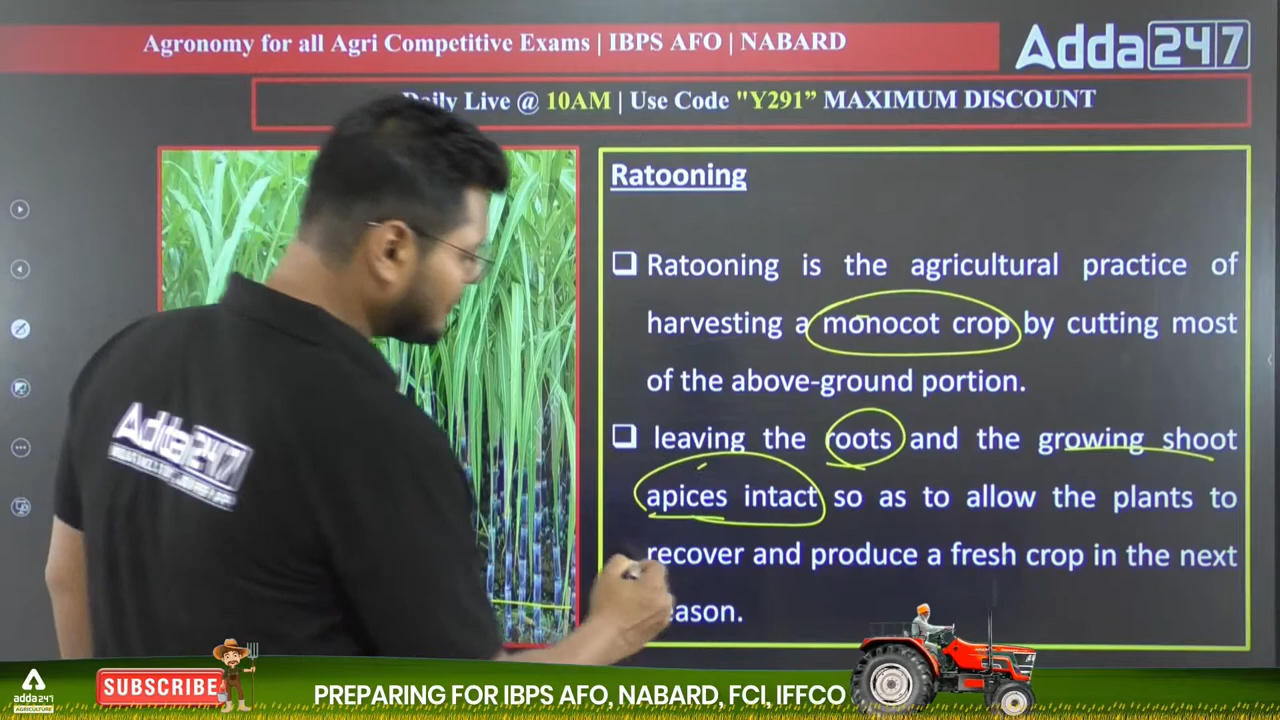 Agronomy for all Agri Competitive Exams | IBPS AFO | NABARD
Adda247
Daily Live @ 10AM | Use Code "Y291” MAXIMUM DISCOUNT
Ratooning
Ratooning is the agricultural practice of
harvesting a monocot crop by cutting most
of the above-ground portion.
leaving the roots and the growing shoot
apices intact so as to allow the plants to
recover and produce a fresh crop in the next
eason.
Adda247
adda247
AGRICULTURE
SUBSCRIBE
PREPARING FOR IBPS AFO, NABARD, FCI, IFFCO